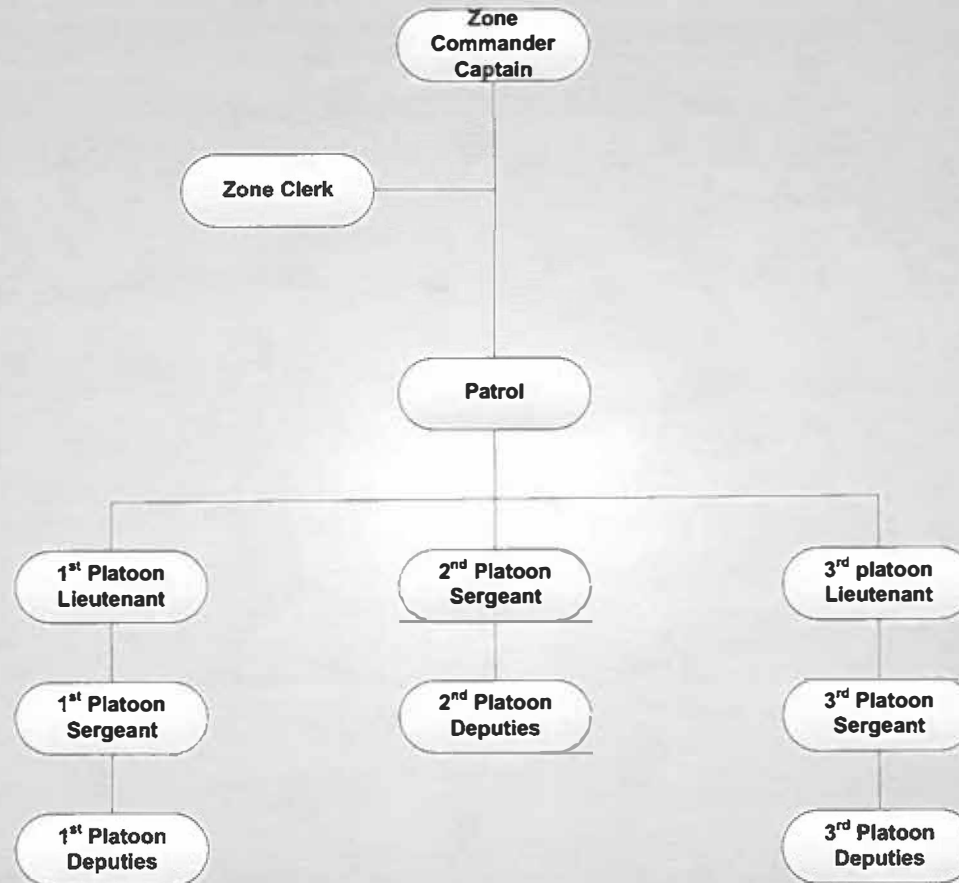 Zone
Commander
Captain
Zone Clerk
Patrol
1st Platoon
Lieutenant
2nd Platoon
Sergeant
3rd platoon
Lieutenant
1st Platoon
Sergeant
2nd Platoon
Deputies
3rd Platoon
Sergeant
1st Platoon
Deputies
3rd Platoon
Deputies